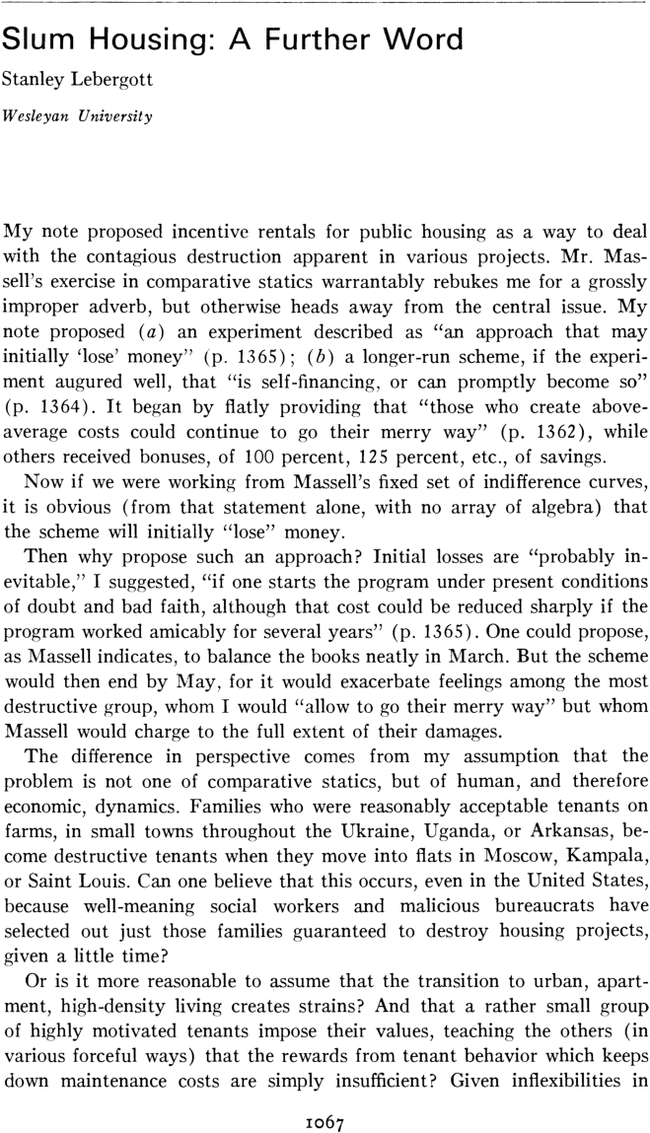 Slum Housing: A Further Word
Stanley Lebergott
Wesleyan University
My note proposed incentive rentals for public housing as a way to deal
with the contagious destruction apparent in various projects. Mr. Mas-
sell's exercise in comparative statics warrantably rebukes me for a grossly
improper adverb, but otherwise heads away from the central issue. My
note proposed (a) an experiment described as "an approach that may
initially 'lose' money" (p. 1365); (b) a longer-run scheme, if the experi-
ment augured well, that "is self-financing, or can promptly become so"
(p. 1364). It began by flatly providing that "those who create above-
average costs could continue to go their merry way" (p. 1362), while
others received bonuses, of 100 percent, 125 percent, etc., of savings.
Now if we were working from Massell's fixed set of indifference curves,
it is obvious (from that statement alone, with no array of algebra) that
the scheme will initially "lose" money.
Then why propose such an approach? Initial losses are "probably in-
evitable," I suggested, "if one starts the program under present conditions
of doubt and bad faith, although that cost could be reduced sharply if the
program worked amicably for several years" (p. 1365). One could propose,
as Massell indicates, to balance the books neatly in March. But the scheme
would then end by May, for it would exacerbate feelings among the most
destructive group, whom I would "allow to go their merry way" but whom
Massell would charge to the full extent of their damages.
The difference in perspective comes from my assumption that the
problem is not one of comparative statics, but of human, and therefore
economic, dynamics. Families who were reasonably acceptable tenants on
farms, in small towns throughout the Ukraine, Uganda, or Arkansas, be-
come destructive tenants when they move into flats in Moscow, Kampala,
or Saint Louis. Can one believe that this occurs, even in the United States,
because well-meaning social workers and malicious bureaucrats have
selected out just those families guaranteed to destroy housing projects,
given a little time?
Or is it more reasonable to assume that the transition to urban, apart-
ment, high-density living creates strains? And that a rather small group
of highly motivated tenants impose their values, teaching the others (in
various forceful ways) that the rewards from tenant behavior which keeps
down maintenance costs are simply insufficient? Given inflexibilities in
1067